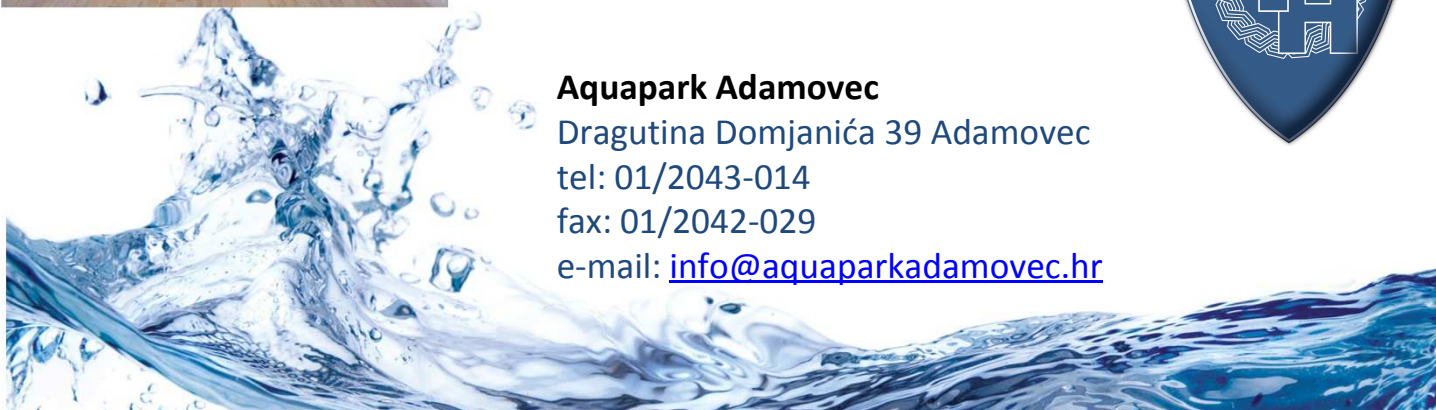 Aquapark Adamovec
Dragutina Domjanića 39 Adamovec
tel: 01/2043-014
fax: 01/2042-029
e-mail: info@aquaparkadamovec.hr